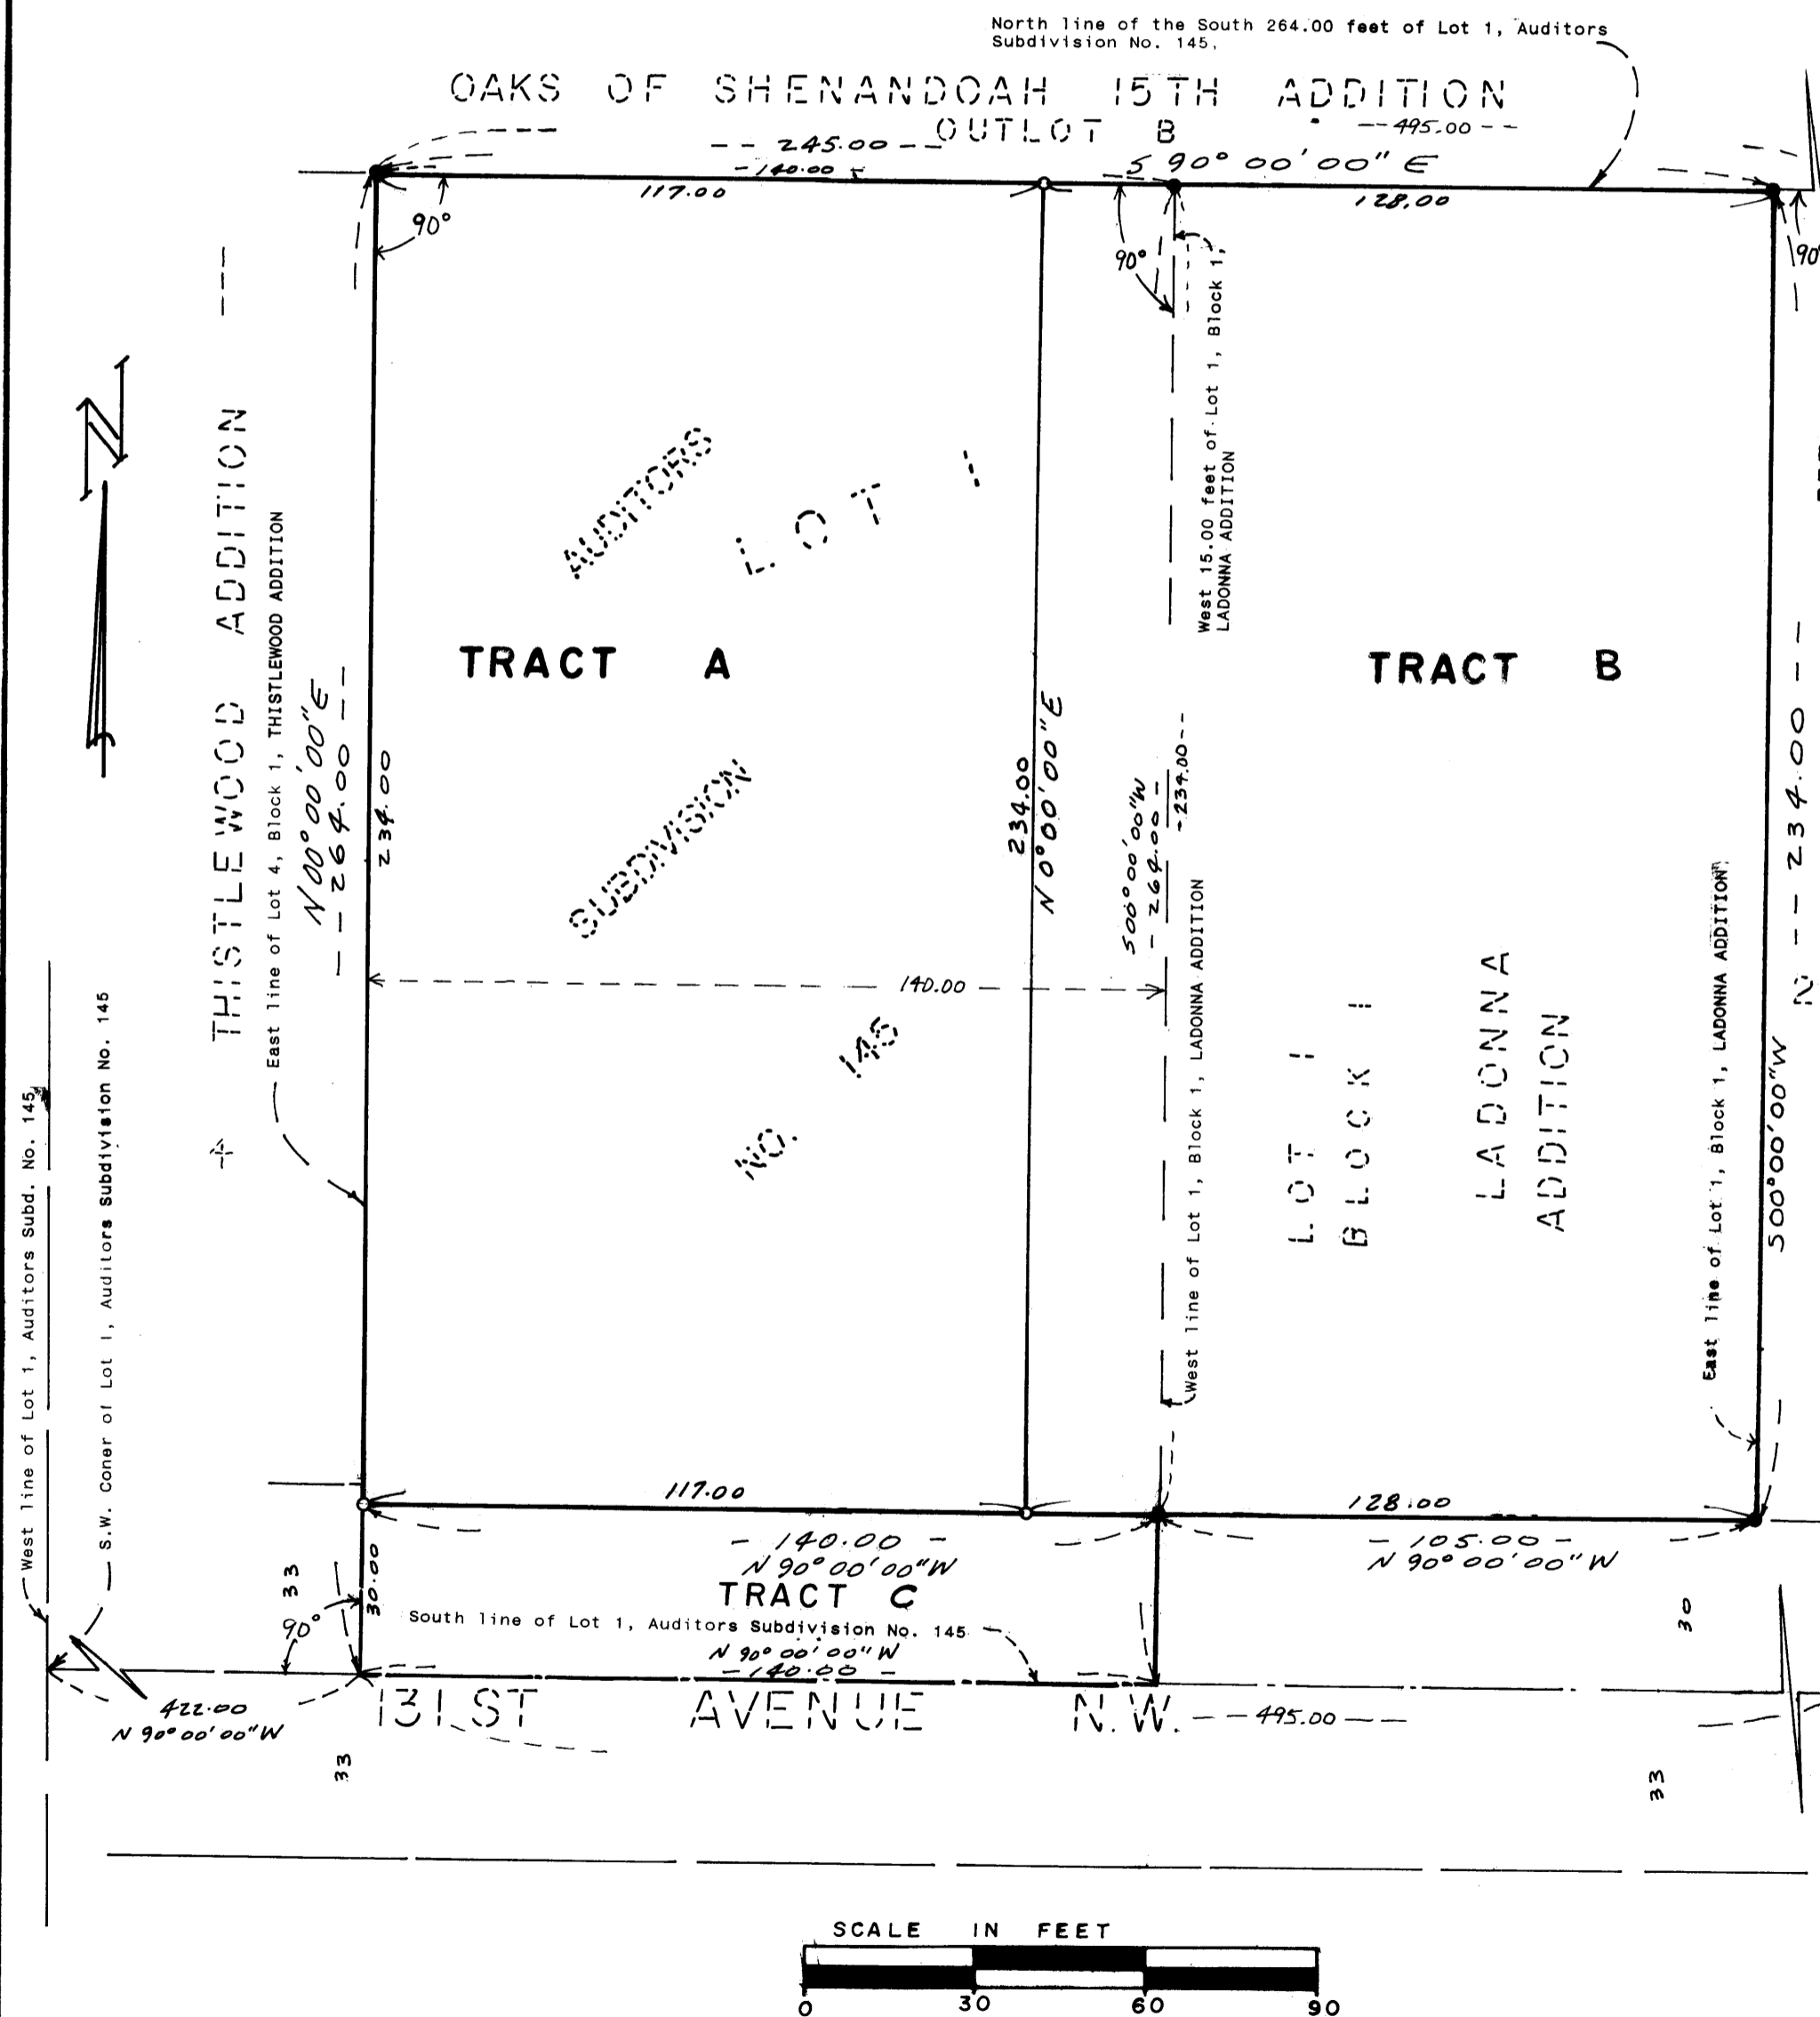 North line of the South 264.00 feet of Lot 1, Auditors
Subdivision No. 145,
OAKS OF SHENANDOAH 15TH ADDITION
OUTLOT B
-- 495.00 --
-- 245.00 --
S 90° 00' 00" E
- 140.00 -
117.00
128.00
90°
90°
90°
THISTLEWOOD ADDITION
East line of Lot 4, Block 1, THISTLEWOOD ADDITION
N 00° 00' 00" E
-- 264.00 --
234.00
N
AUDITORS
LOT 1
SUBDIVISION
NO. 145
TRACT A
TRACT B
234.00
N 0° 00' 00" E
West 15.00 feet of Lot 1, Block 1,
LADONNA ADDITION
S 00° 00' 00" W
- 264.00 -
- 234.00 --
West line of Lot 1, Block 1, LADONNA ADDITION
140.00
LOT 1
BLOCK 1
LADONNA
ADDITION
East line of Lot 1, Block 1, LADONNA ADDITION
S 00° 00' 00" W
-- 234.00 --
West line of Lot 1, Auditors Subd. No. 145
S.W. Coner of Lot 1, Auditors Subdivision No. 145
117.00
128.00
- 140.00 -
N 90° 00' 00" W
- 105.00 -
N 90° 00' 00" W
TRACT C
South line of Lot 1, Auditors Subdivision No. 145
N 90° 00' 00" W
- 140.00 -
33
30.00
90°
30
422.00
N 90° 00' 00" W
131ST AVENUE N.W.
-- 495.00 --
33
33
SCALE IN FEET
0 30 60 90